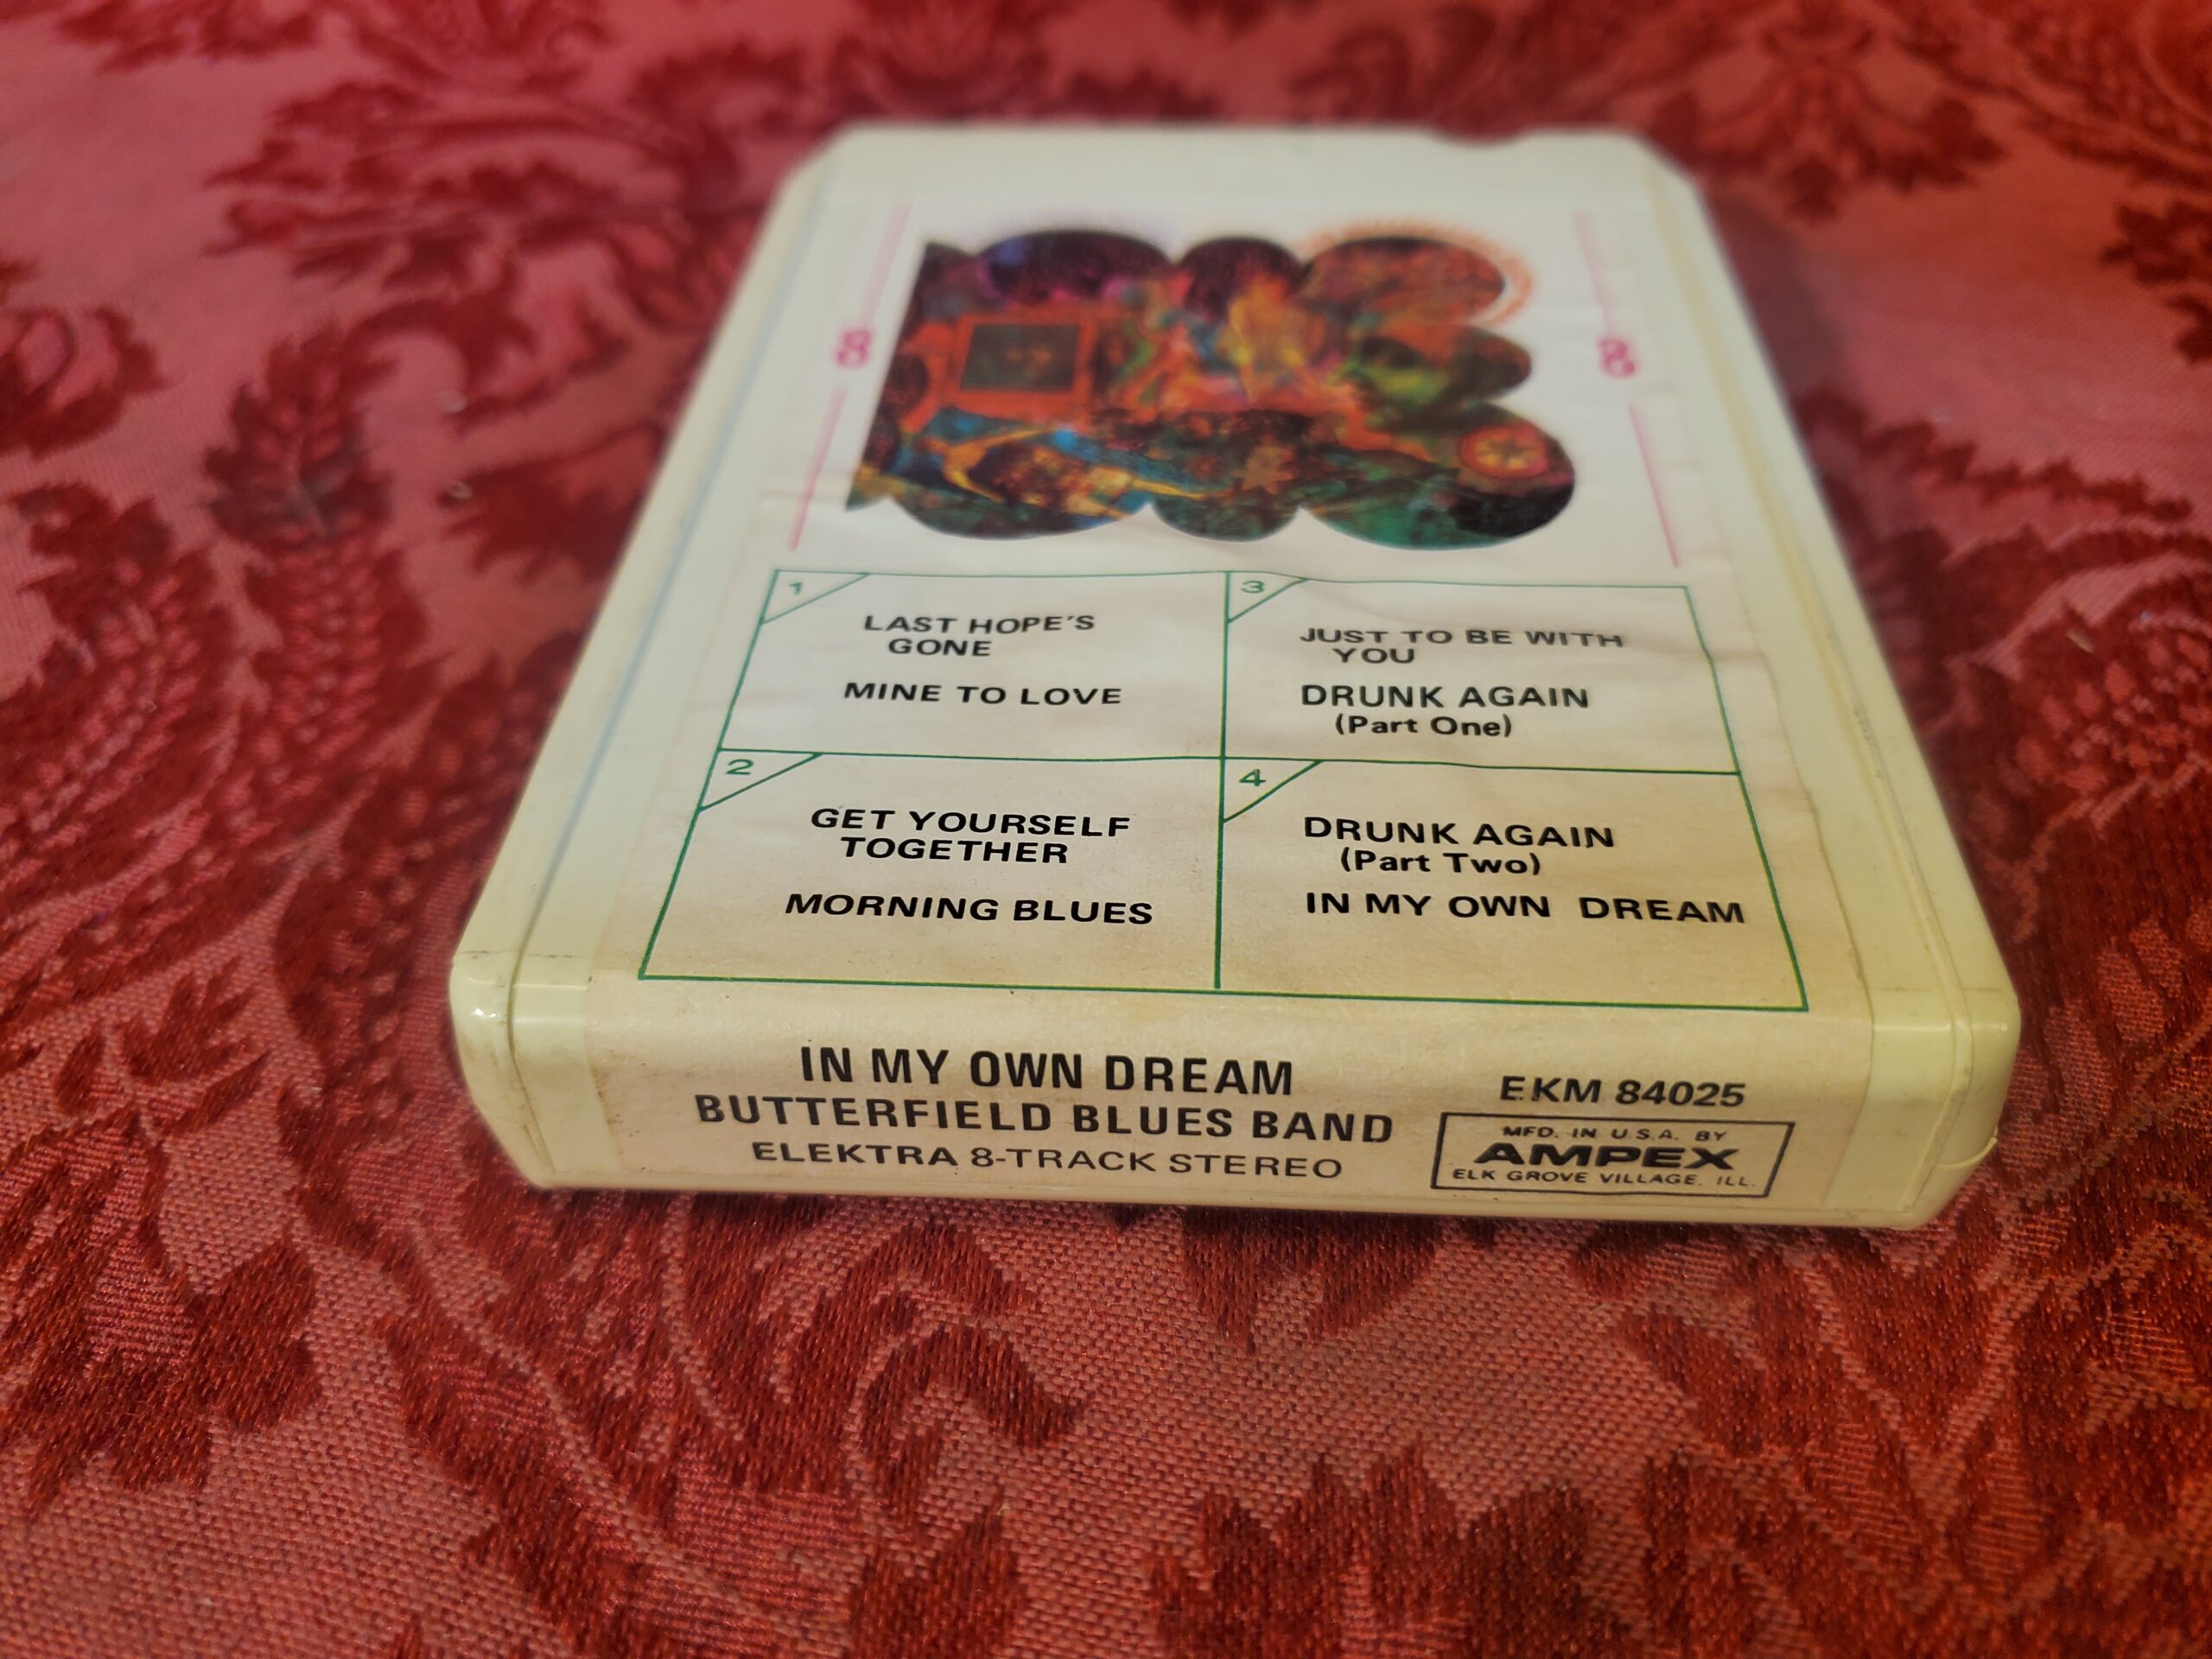 8
8
1
LAST HOPE'S
GONE
MINE TO LOVE
2
GET YOURSELF
TOGETHER
MORNING BLUES
3
JUST TO BE WITH
YOU
DRUNK AGAIN
(Part One)
4
DRUNK AGAIN
(Part Two)
IN MY OWN DREAM
IN MY OWN DREAM
BUTTERFIELD BLUES BAND
ELEKTRA 8-TRACK STEREO
EKM 84025
MFD. IN U.S.A. BY
AMPEX
ELK GROVE VILLAGE, ILL.